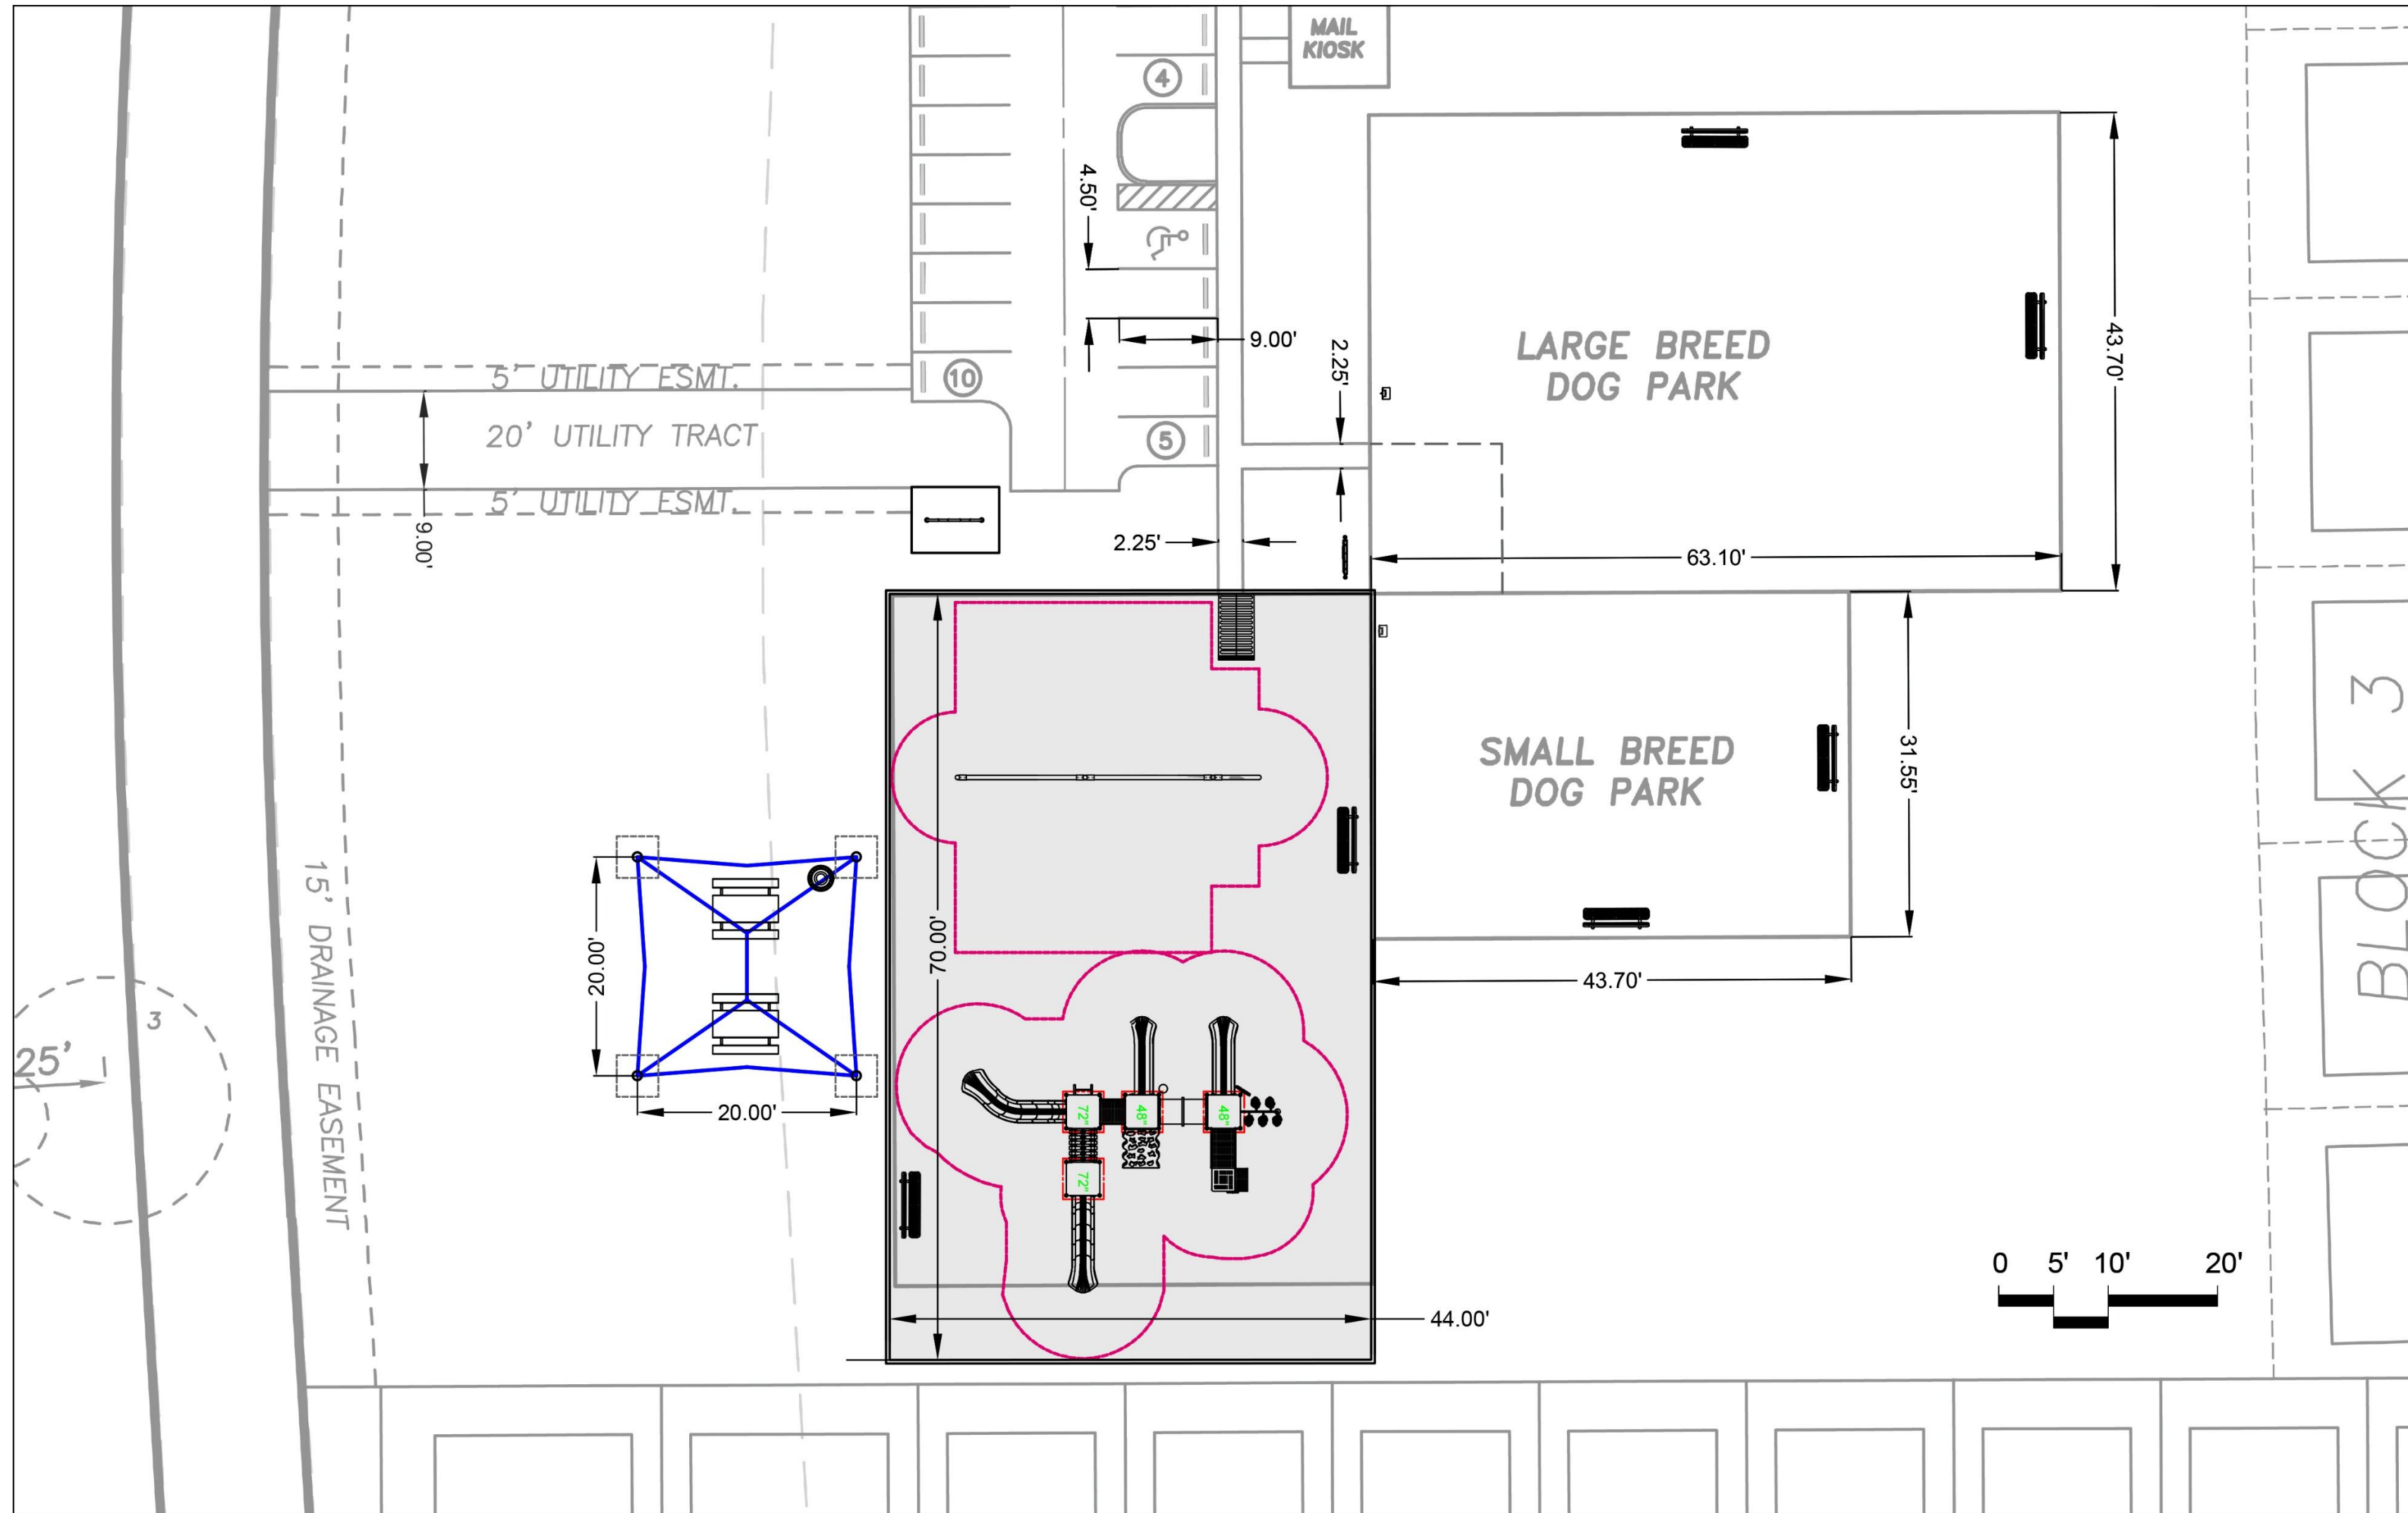 MAIL
KIOSK
4
4.50'
9.00'
2.25'
LARGE BREED
DOG PARK
43.70'
5' UTILITY ESMT.
10
20' UTILITY TRACT
5
5' UTILITY ESMT.
9.00'
2.25'
63.10'
SMALL BREED
DOG PARK
31.55'
BLOCK 3
15' DRAINAGE EASEMENT
20.00'
70.00'
43.70'
3
25'
20.00'
72"
48"
48"
72"
0 5' 10' 20'
44.00'